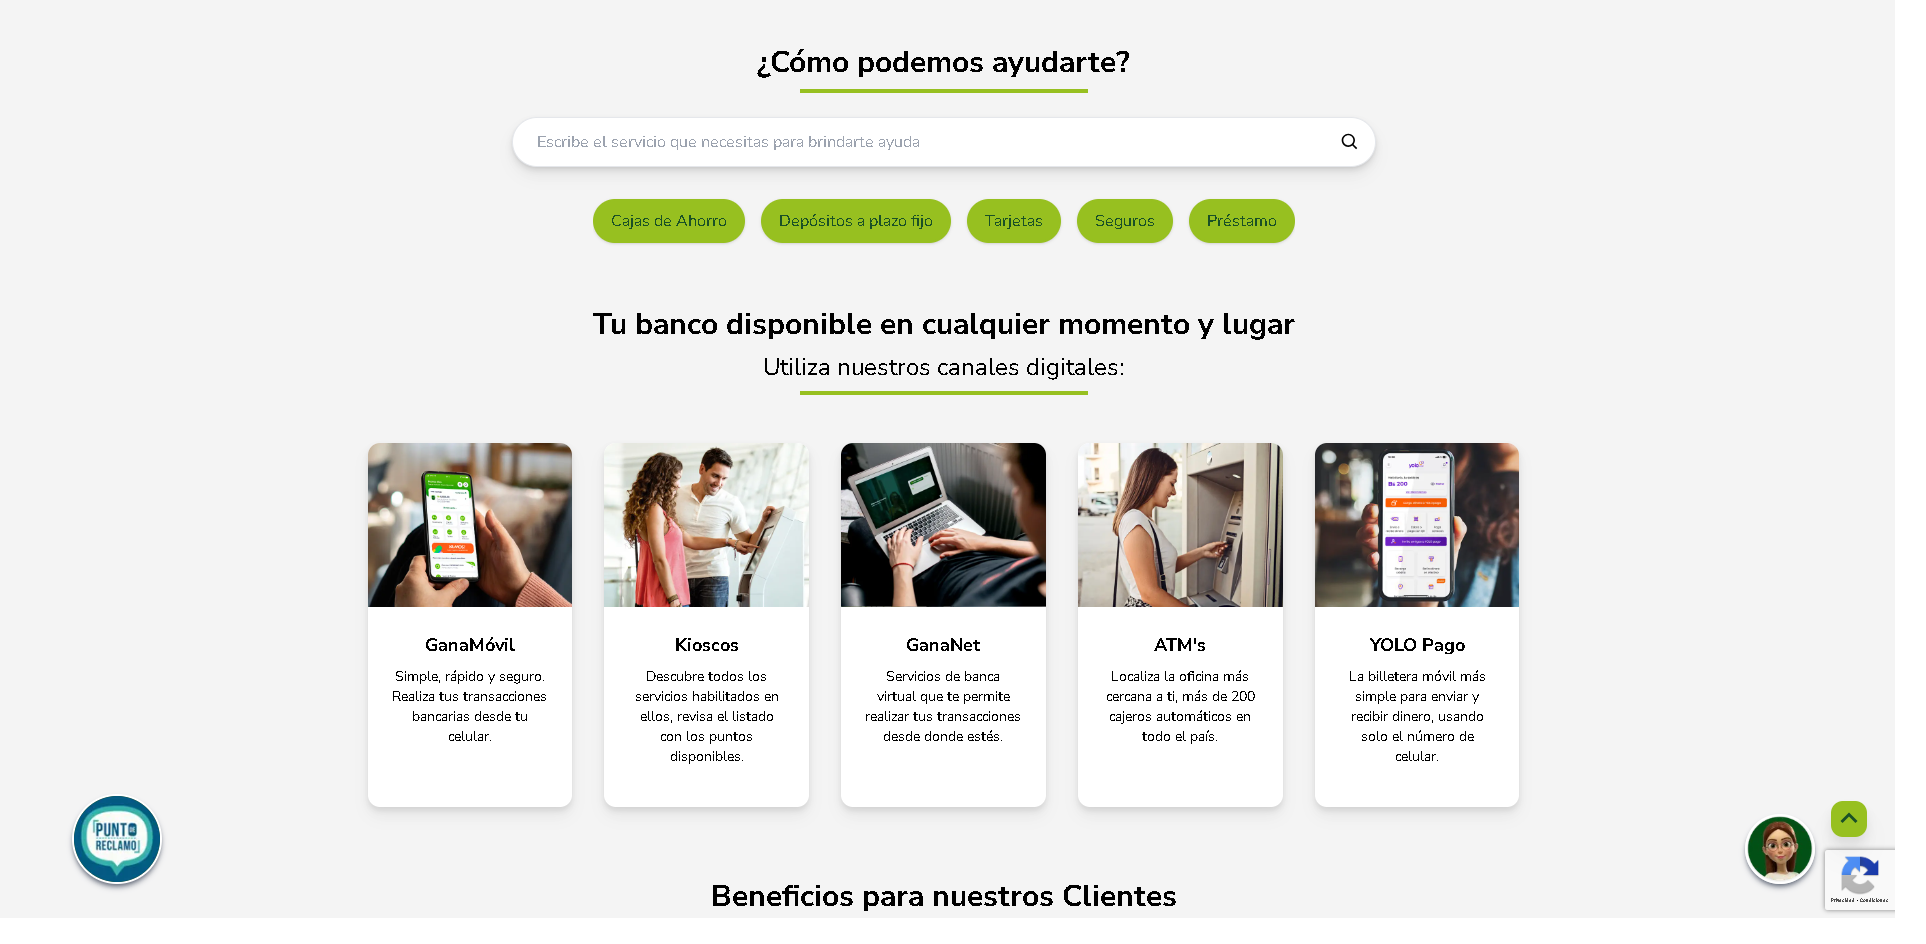 ¿Cómo podemos ayudarte?
Escribe el servicio que necesitas para brindarte ayuda
Cajas de Ahorro
Depósitos a plazo fijo
Tarjetas
Seguros
Préstamo
Tu banco disponible en cualquier momento y lugar
Utiliza nuestros canales digitales:
yolo
Bs 200
GanaMóvil
Simple, rápido y seguro.
Realiza tus transacciones
bancarias desde tu
celular.
Kioscos
Descubre todos los
servicios habilitados en
ellos, revisa el listado
con los puntos
disponibles.
GanaNet
Servicios de banca
virtual que te permite
realizar tus transacciones
desde donde estés.
ATM's
Localiza la oficina más
cercana a ti, más de 200
cajeros automáticos en
todo el país.
YOLO Pago
La billetera móvil más
simple para enviar y
recibir dinero, usando
solo el número de
celular.
PUNTO DE
RECLAMO
Privacidad - Condiciones
Beneficios para nuestros Clientes